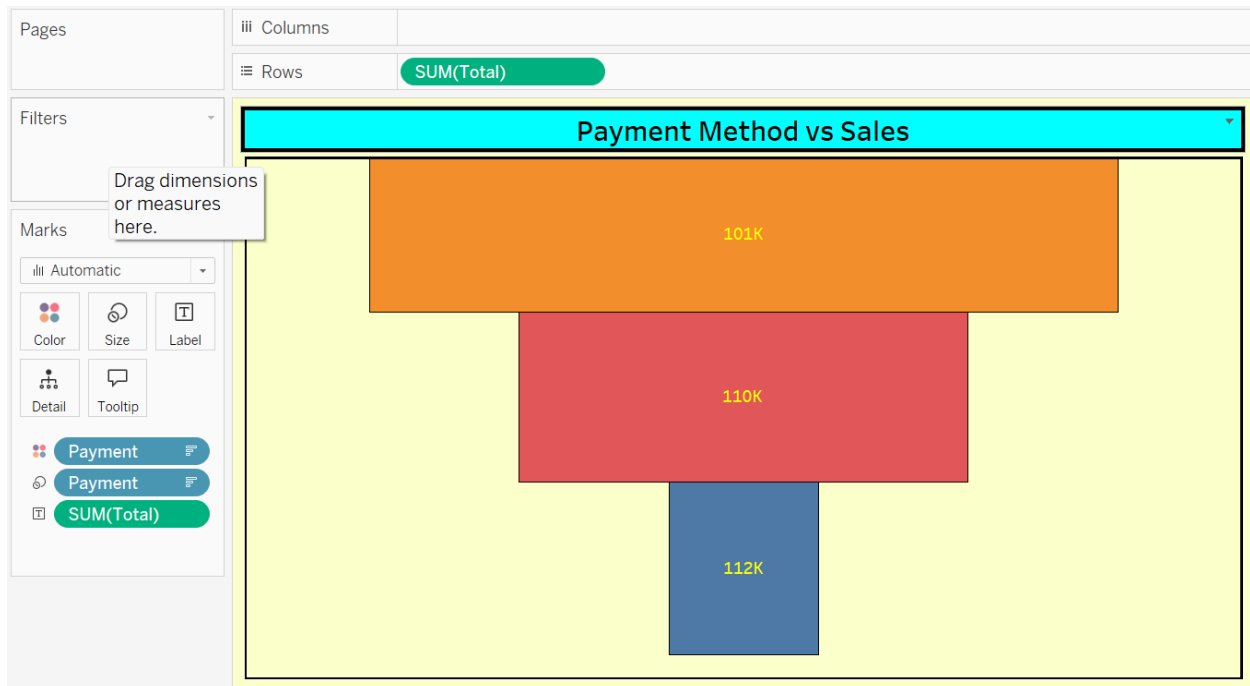 Pages
Columns
Rows
SUM(Total)
Filters
Drag dimensions
or measures
here.
Marks
Automatic
Color
Size
Label
Detail
Tooltip
Payment
Payment
SUM(Total)
Payment Method vs Sales
101K
110K
112K